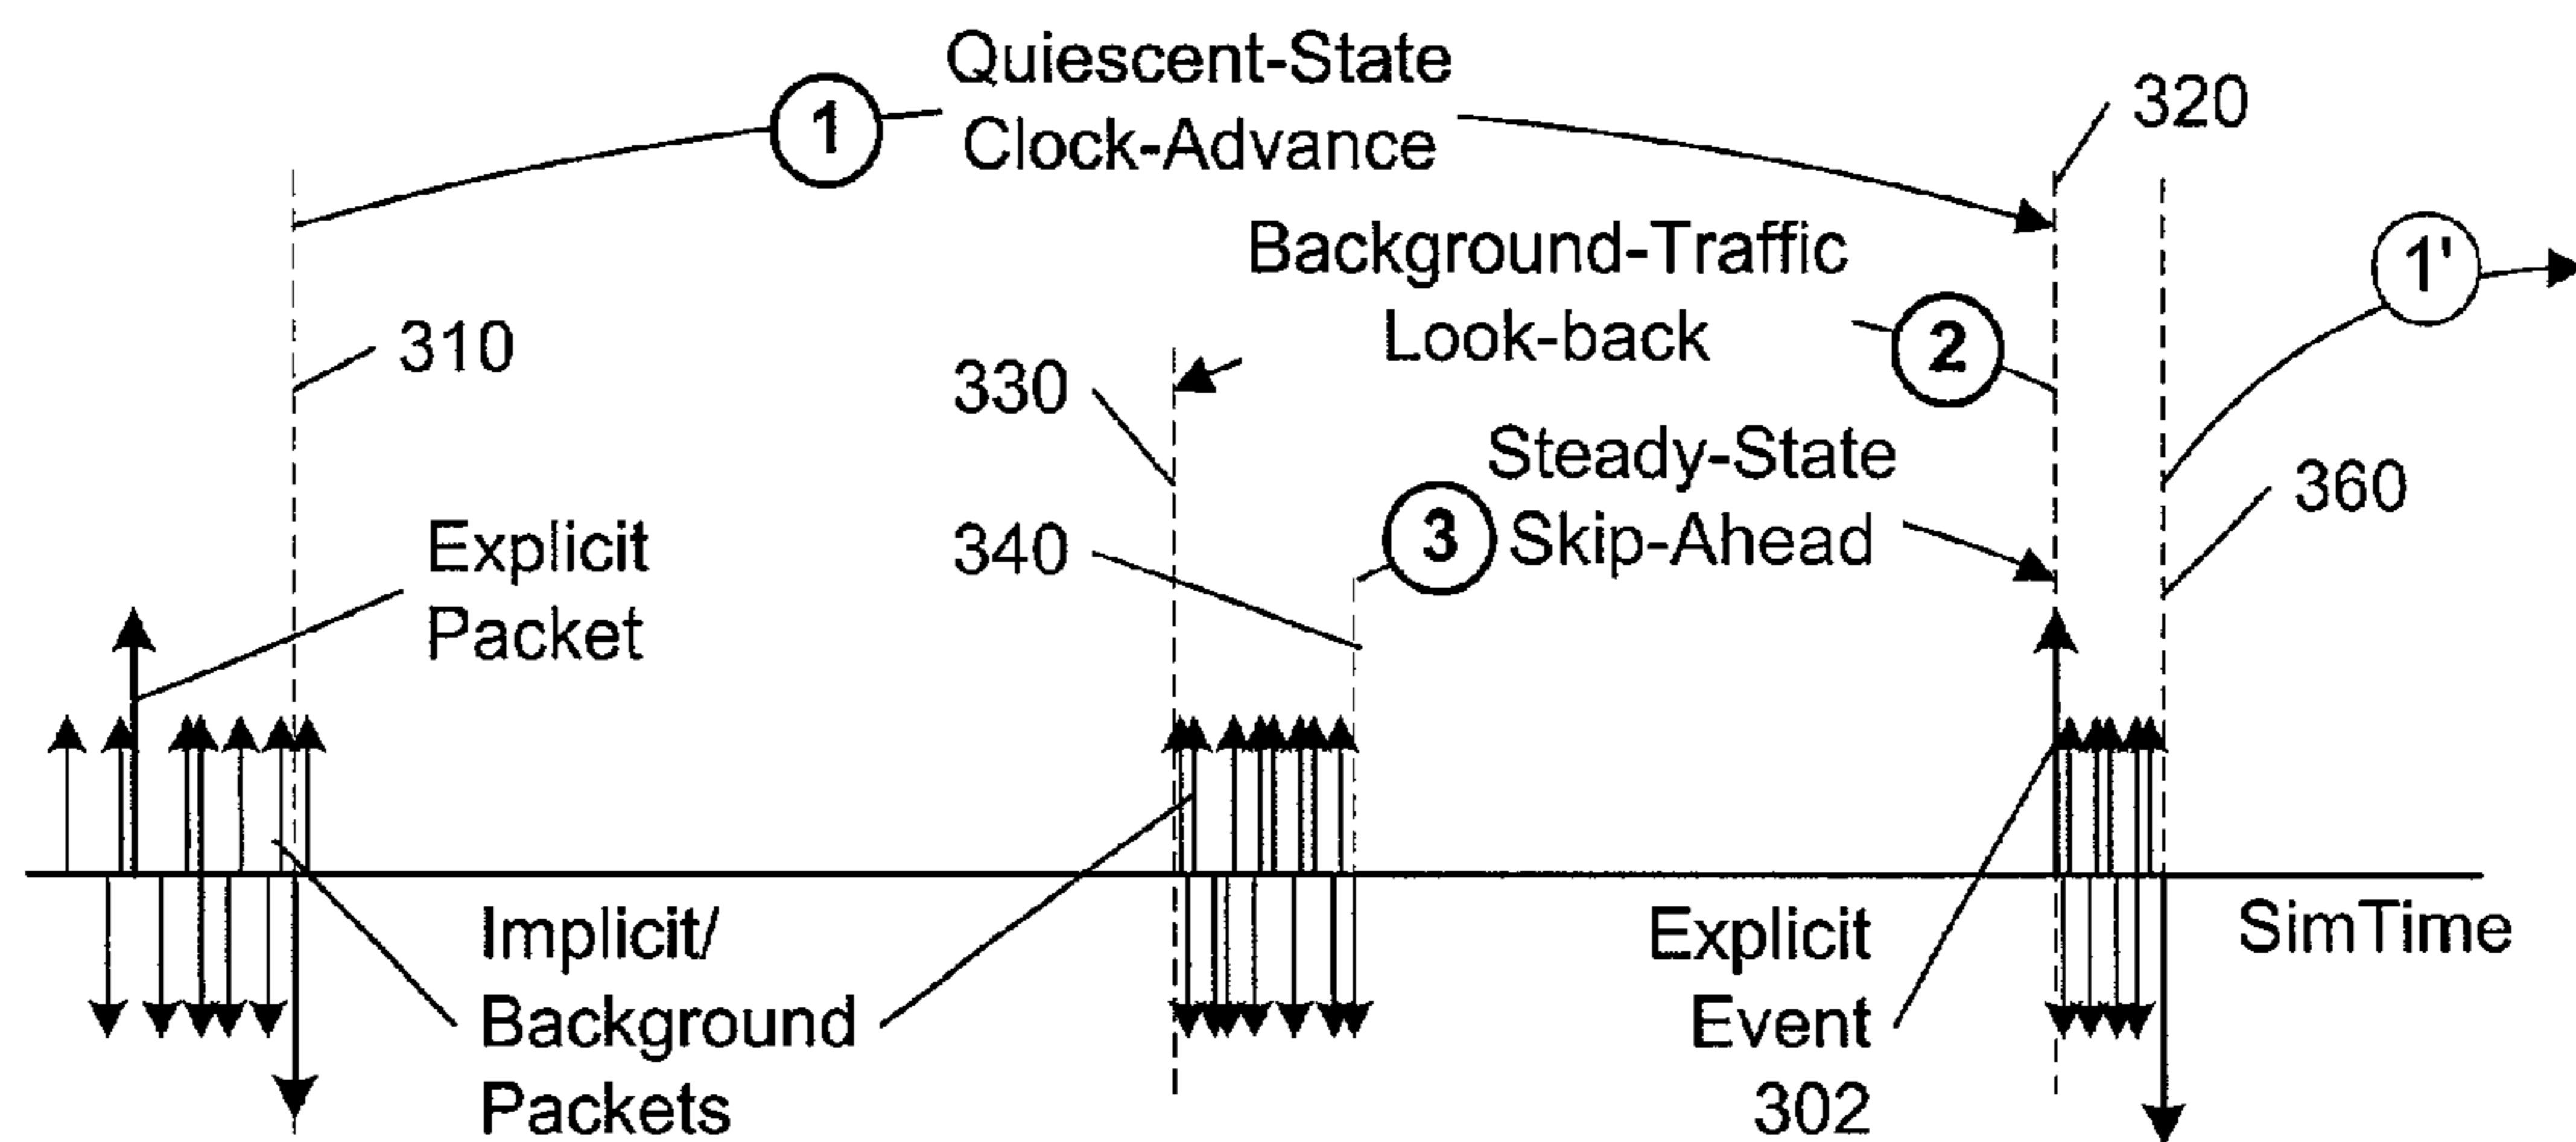 Quiescent-State
1
Clock-Advance
320
Background-Traffic
Look-back
2
1'
310
330
Steady-State
360
3 Skip-Ahead
340
Explicit
Packet
Implicit/
Background
Packets
Explicit
Event
302
SimTime